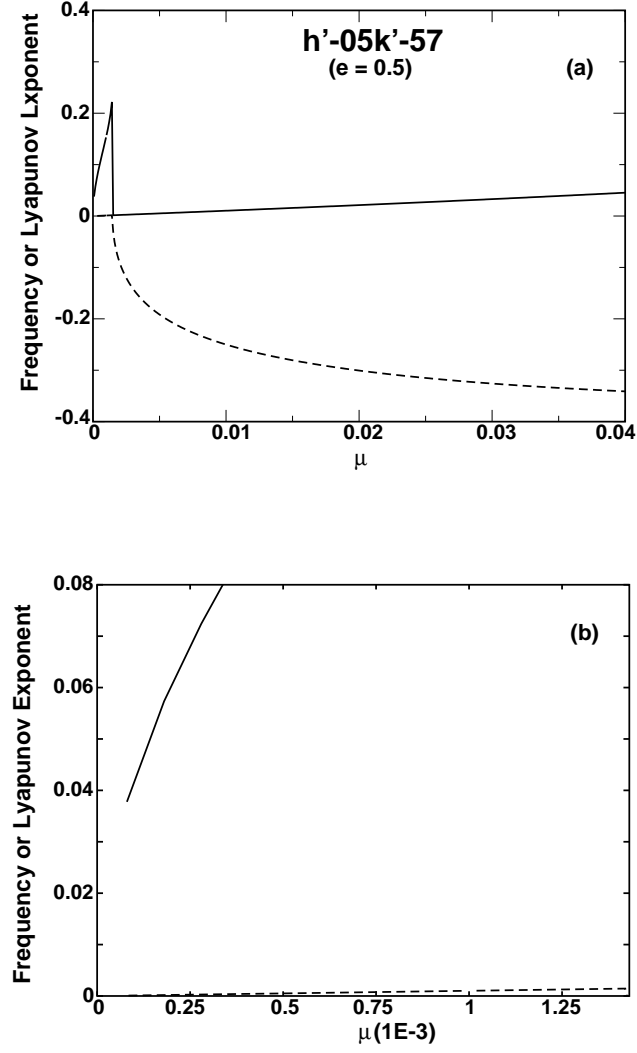 0.4
h’-05k’-57
(e = 0.5)
(a)
0.2
0
-0.2
-0.4
0
0.01
0.02
0.03
0.04
μ
Frequency or Lyapunov Lxponent
0.08
(b)
0.06
0.04
0.02
0
0
0.25
0.5
0.75
1
1.25
μ(1E-3)
Frequency or Lyapunov Exponent